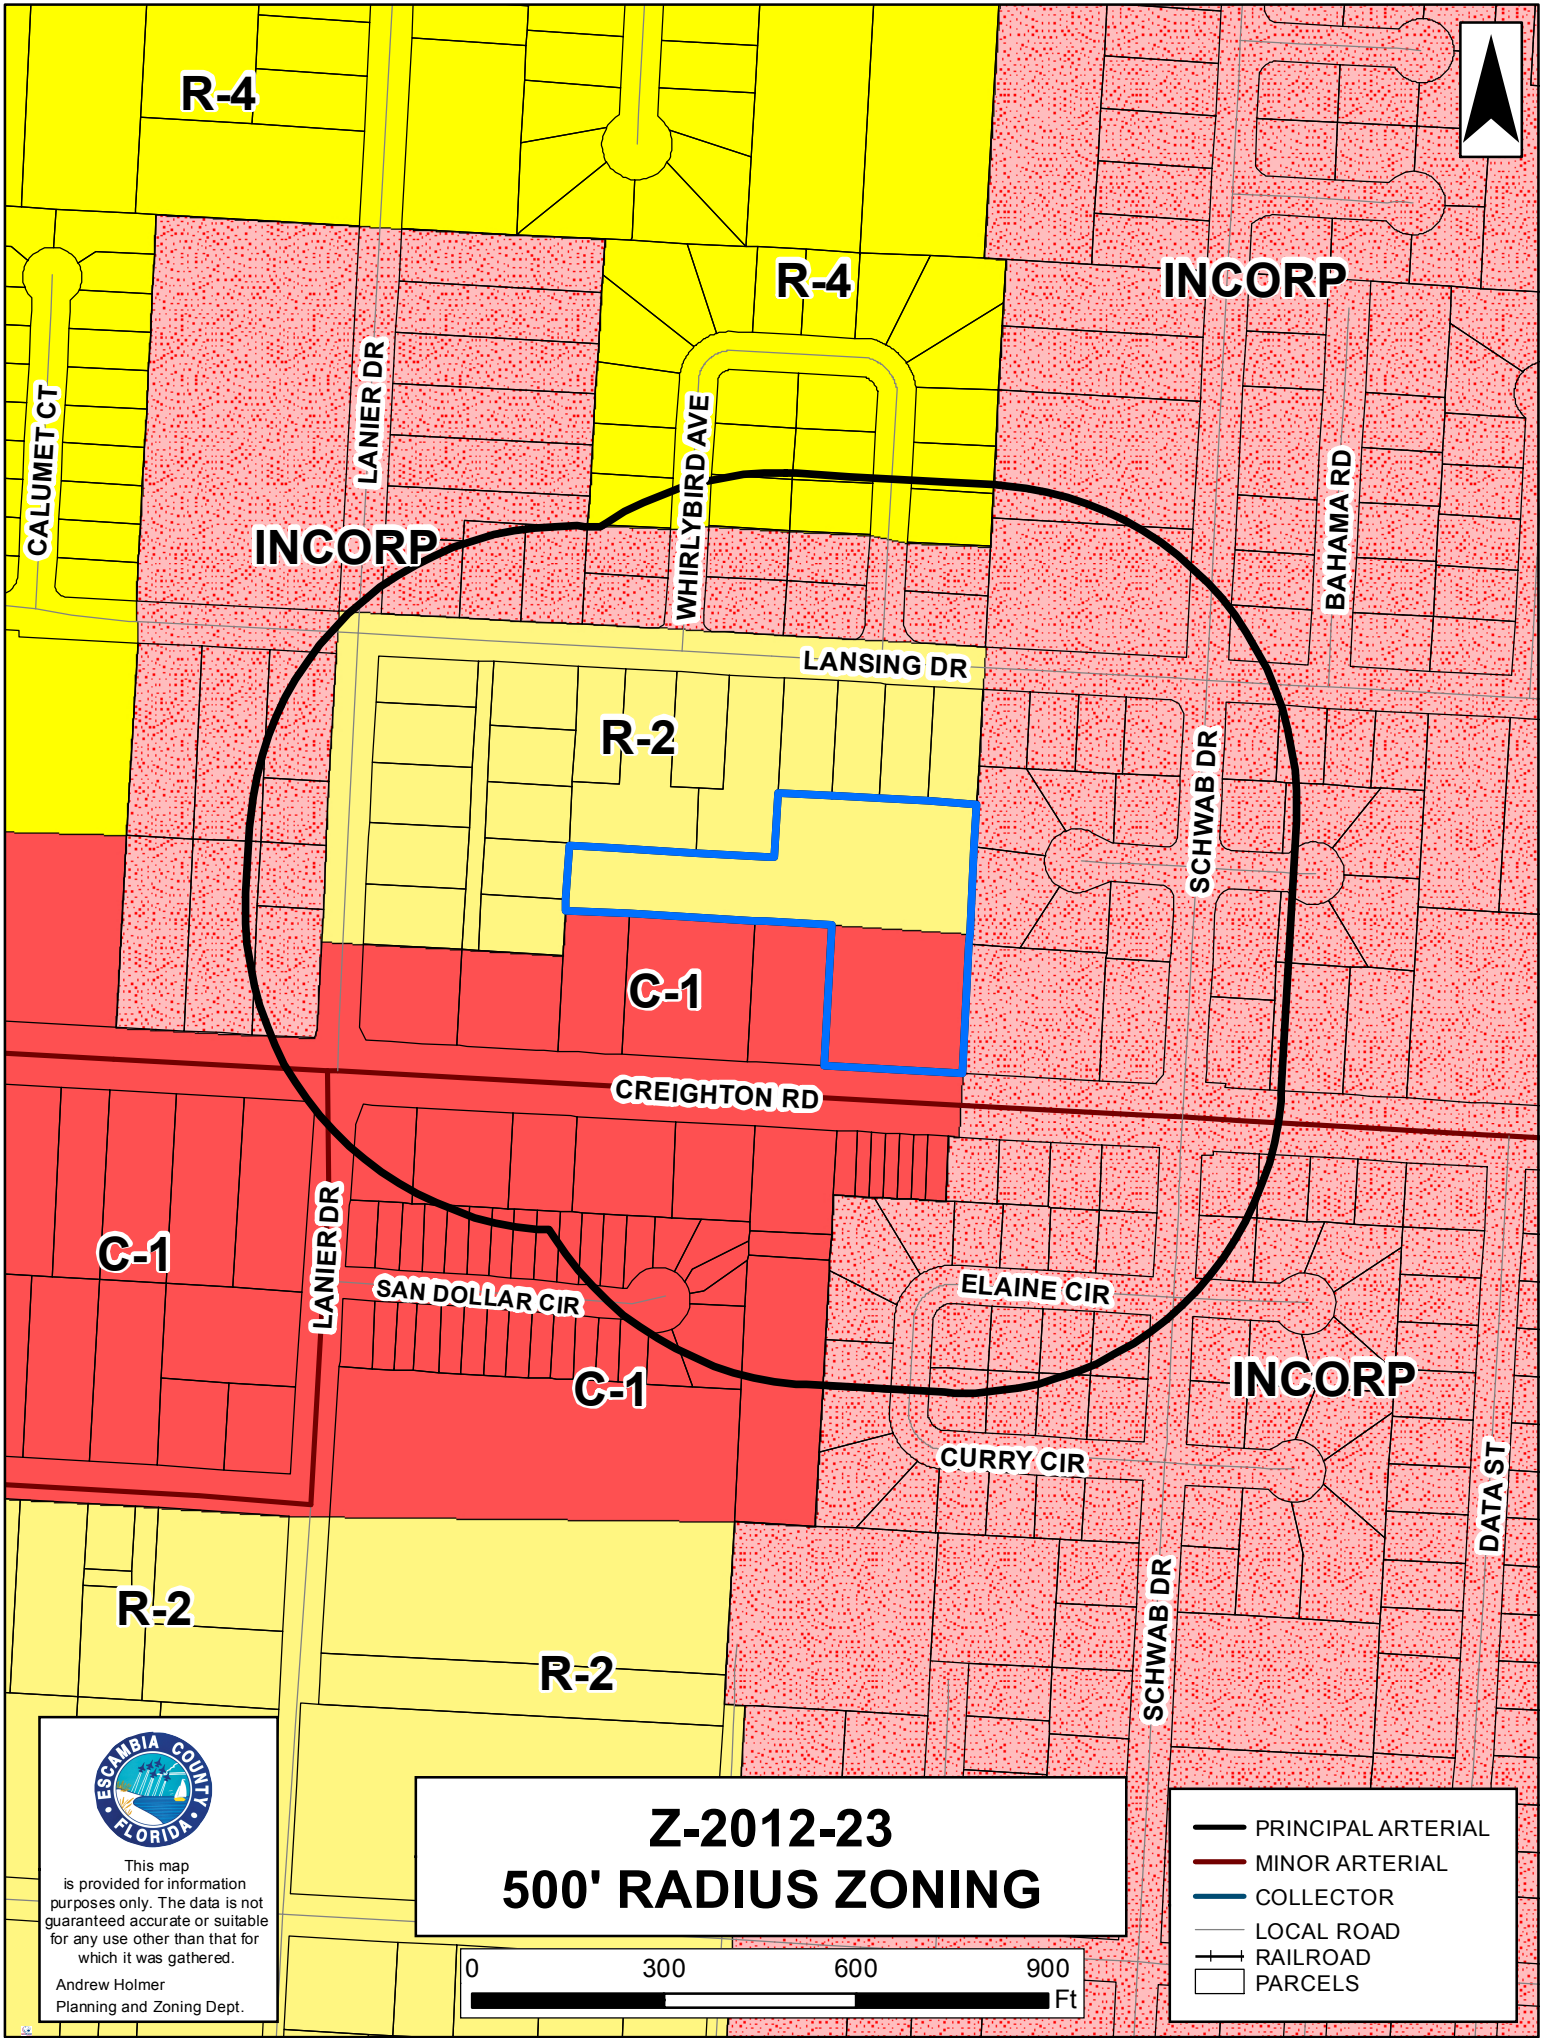 R-4
R-4
INCORP
LANIER DR
CALUMET CT
WHIRLYBIRD AVE
BAHAMA RD
INCORP
LANSING DR
R-2
SCHWAB DR
C-1
CREIGHTON RD
C-1
LANIER DR
SAN DOLLAR CIR
ELAINE CIR
C-1
INCORP
CURRY CIR
DATA ST
R-2
R-2
SCHWAB DR
ESCAMBIA COUNTY
FLORIDA
This map
is provided for information
purposes only. The data is not
guaranteed accurate or suitable
for any use other than that for
which it was gathered.
Andrew Holmer
Planning and Zoning Dept.
Z-2012-23
500' RADIUS ZONING
0 300 600 900
Ft
PRINCIPAL ARTERIAL
MINOR ARTERIAL
COLLECTOR
LOCAL ROAD
RAILROAD
PARCELS